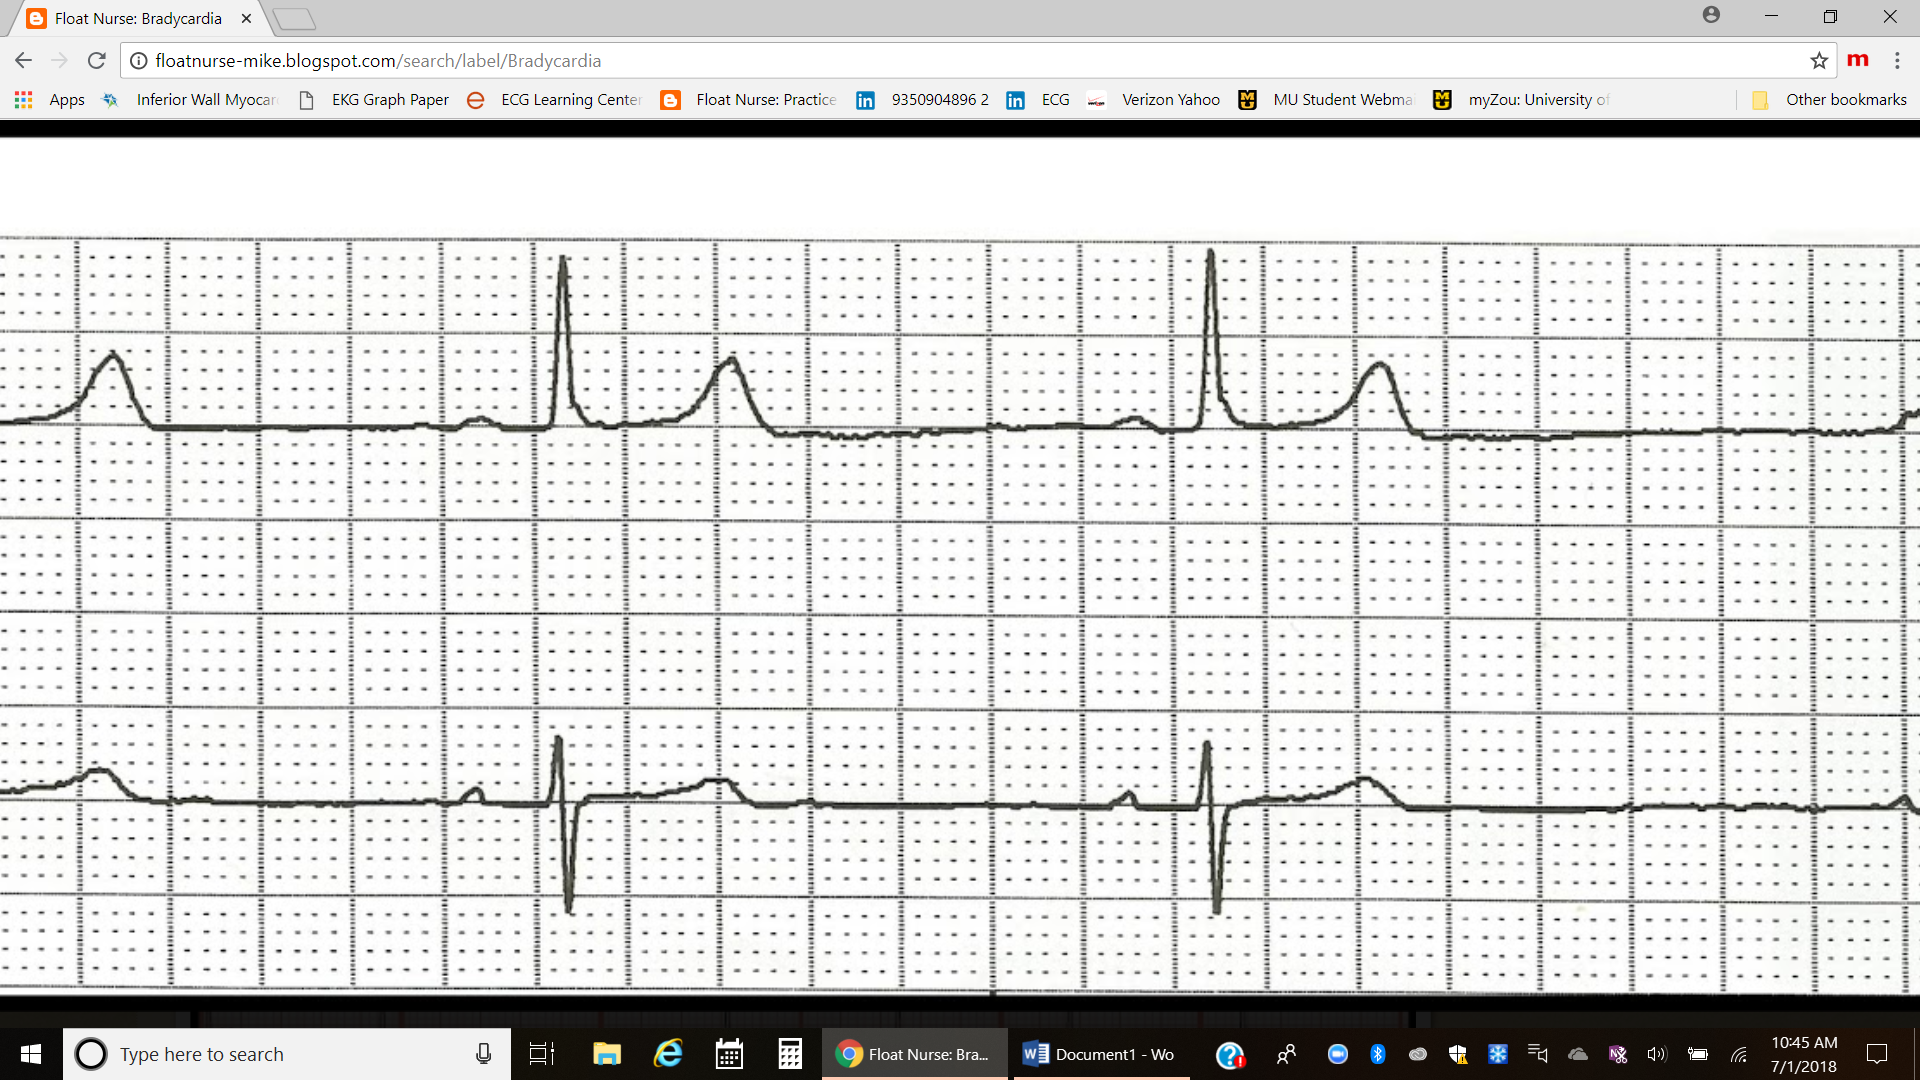 Float Nurse: Bradycardia
floatnurse-mike.blogspot.com/search/label/Bradycardia
Apps Inferior Wall Myocar EKG Graph Paper ECG Learning Center Float Nurse: Practice 9350904896 2 ECG Verizon Yahoo MU Student Webma myZou: University of Other bookmarks
Type here to search Float Nurse: Bra... Document1 - Wo 10:45 AM
7/1/2018